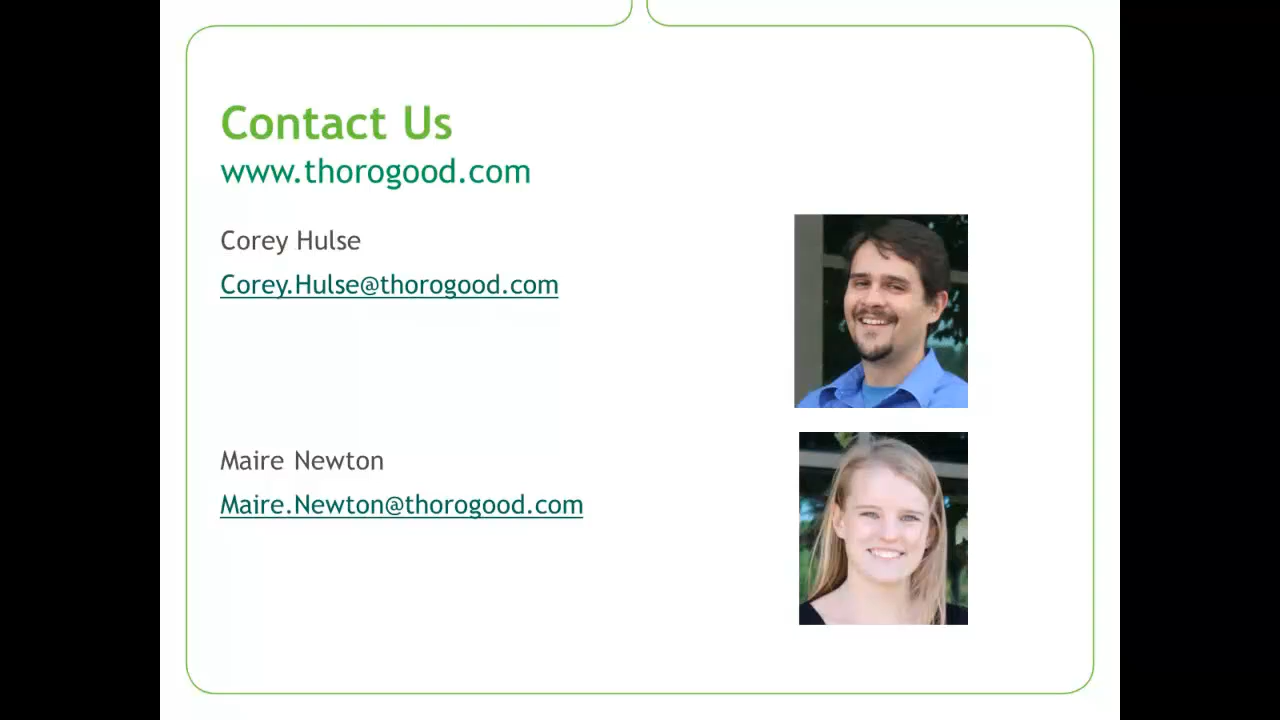 Contact Us
www.thorogood.com
Corey Hulse
Corey.Hulse@thorogood.com
Maire Newton
Maire.Newton@thorogood.com